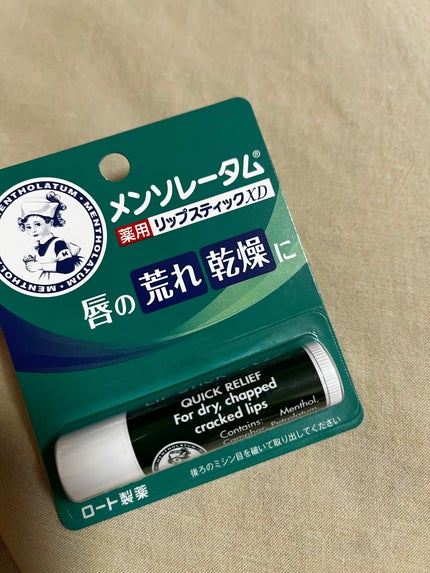 MENTHOLATUM · MENTHOLATUM · MENTHOLATUM
メンソレータム®
薬用 リップスティックXD
唇の 荒れ 乾燥 に
QUICK RELIEF
For dry, chapped
cracked lips
Contains: Menthol,
Camphor, Petrolatum
後ろのミシン目を破いて取り出してください
ロート製薬